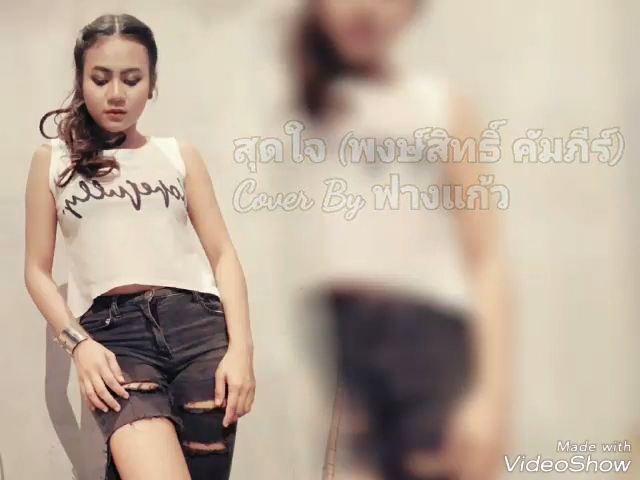 สุดใจ (พงษ์สิทธิ์ คัมภีร์)
Cover By ฟางแก้ว
hopefully.
Made with
VideoShow